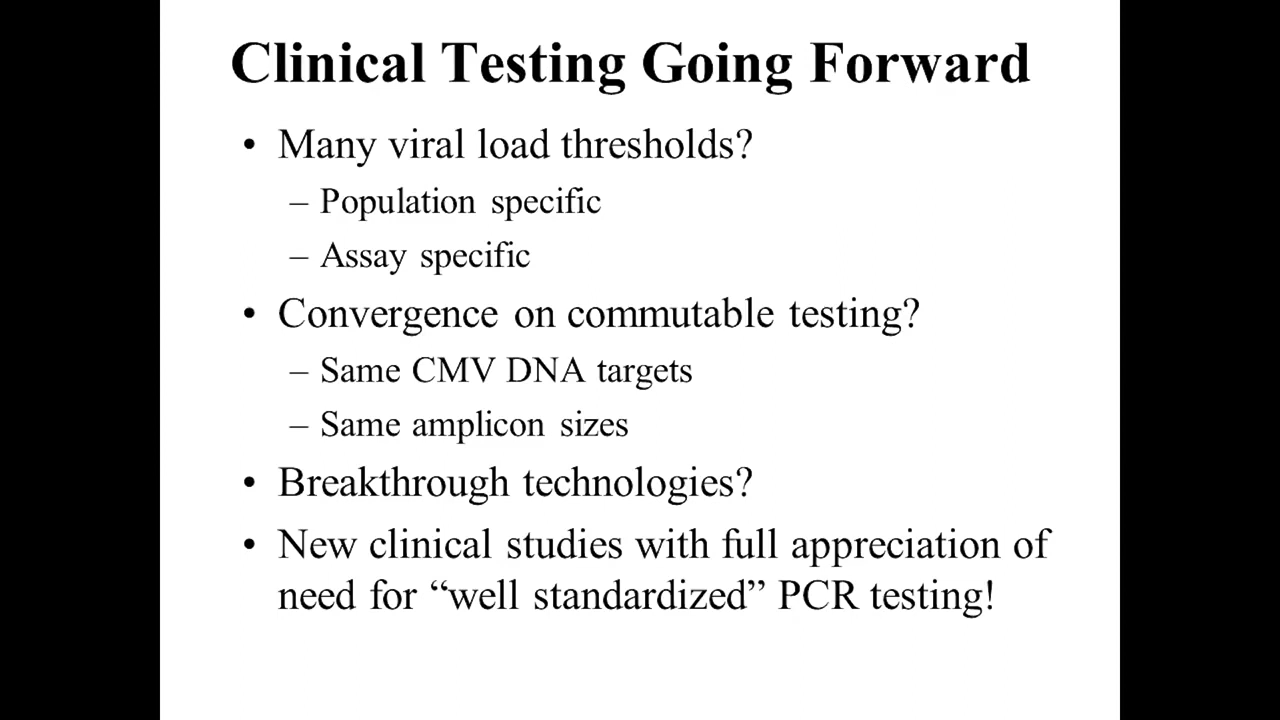 Clinical Testing Going Forward
• Many viral load thresholds?
– Population specific
– Assay specific
• Convergence on commutable testing?
– Same CMV DNA targets
– Same amplicon sizes
• Breakthrough technologies?
• New clinical studies with full appreciation of
need for “well standardized” PCR testing!